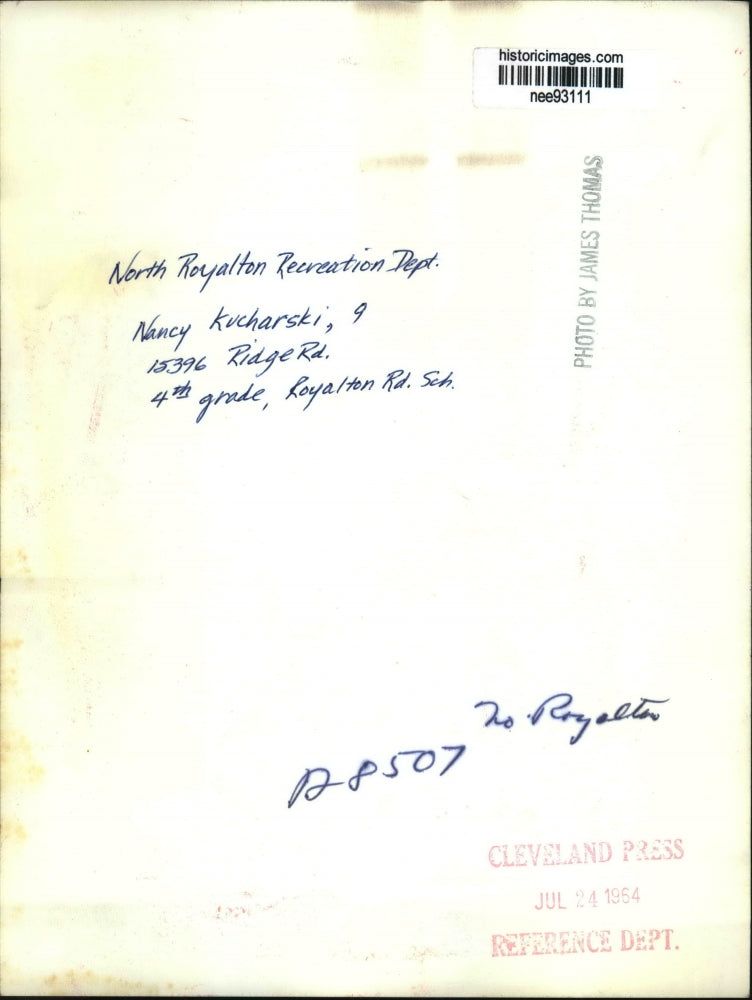 historicimages.com
nee93111
PHOTO BY JAMES THOMAS
North Royalton Recreation Dept.
Nancy Kucharski, 9
15396 Ridge Rd.
4th grade, Royalton Rd. Sch.
No. Royalton
8507
CLEVELAND PRESS
JUL 24 1964
REFERENCE DEPT.